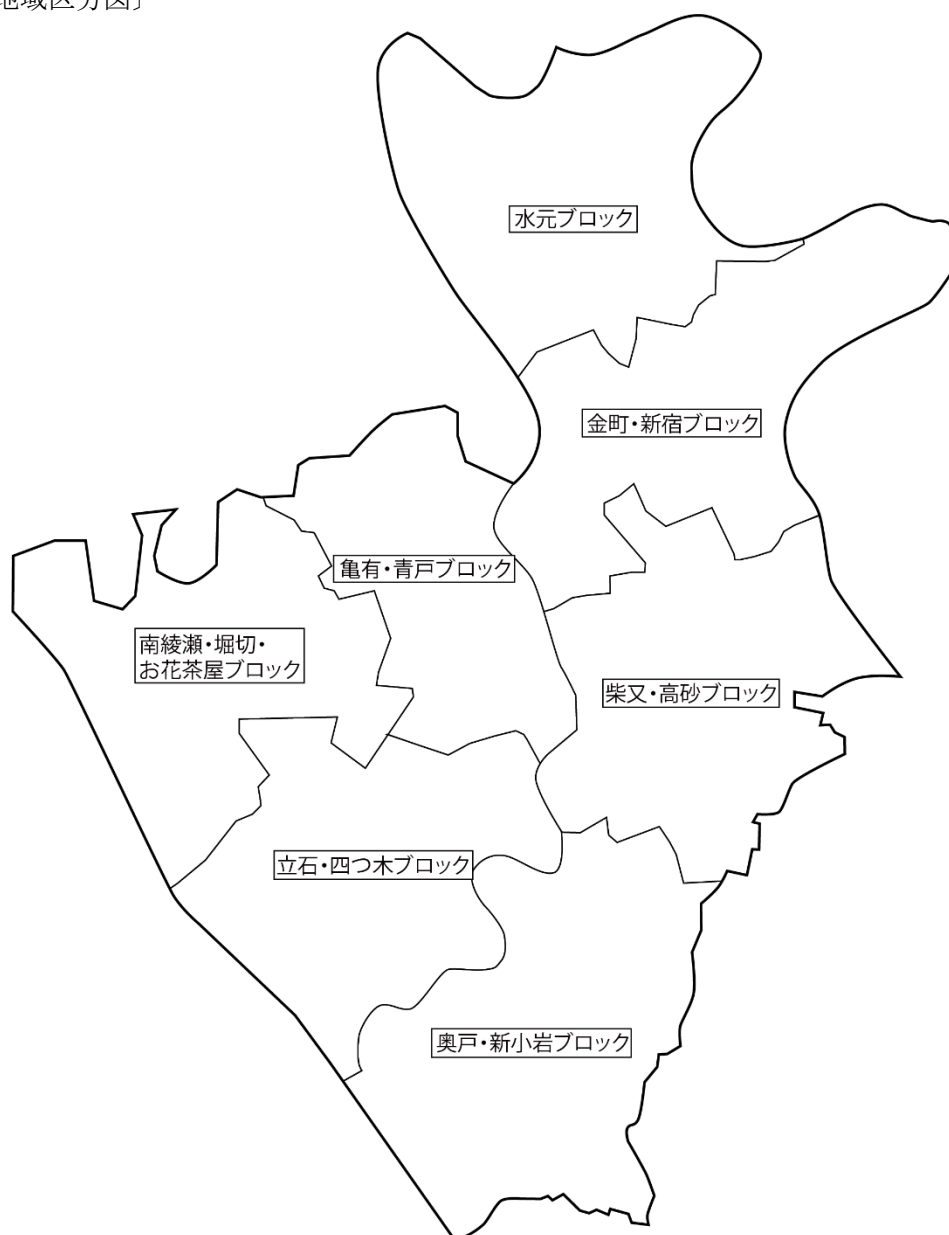 地域区分図〕
水元ブロック
金町・新宿ブロック
亀有・青戸ブロック
南綾瀬・堀切・
お花茶屋ブロック
柴又・高砂ブロック
立石・四つ木ブロック
奥戸・新小岩ブロック